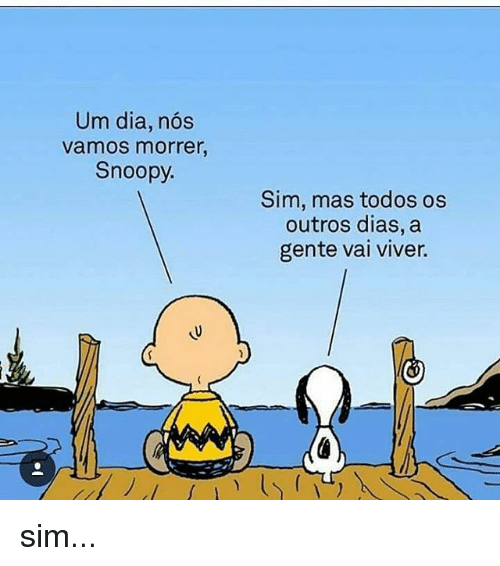 Um dia, nós
vamos morrer,
Snoopy.
Sim, mas todos os
outros dias, a
gente vai viver.
sim...